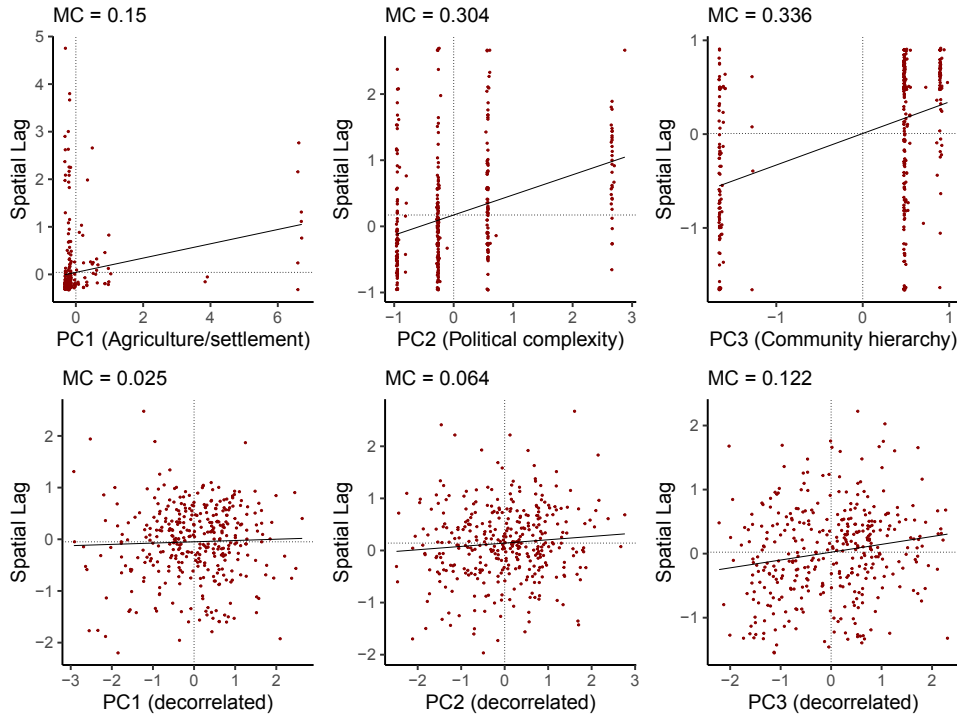 MC = 0.15
5
4
3
2
1
0
0 2 4 6
Spatial Lag
PC1 (Agriculture/settlement)
MC = 0.304
2
1
0
−1
−1 0 1 2 3
Spatial Lag
PC2 (Political complexity)
MC = 0.336
1
0
−1
−1 0 1
Spatial Lag
PC3 (Community hierarchy)
MC = 0.025
2
1
0
−1
−2
−3 −2 −1 0 1 2
Spatial Lag
PC1 (decorrelated)
MC = 0.064
2
1
0
−1
−2
−2 −1 0 1 2 3
Spatial Lag
PC2 (decorrelated)
MC = 0.122
2
1
0
−1
−2 −1 0 1 2
Spatial Lag
PC3 (decorrelated)